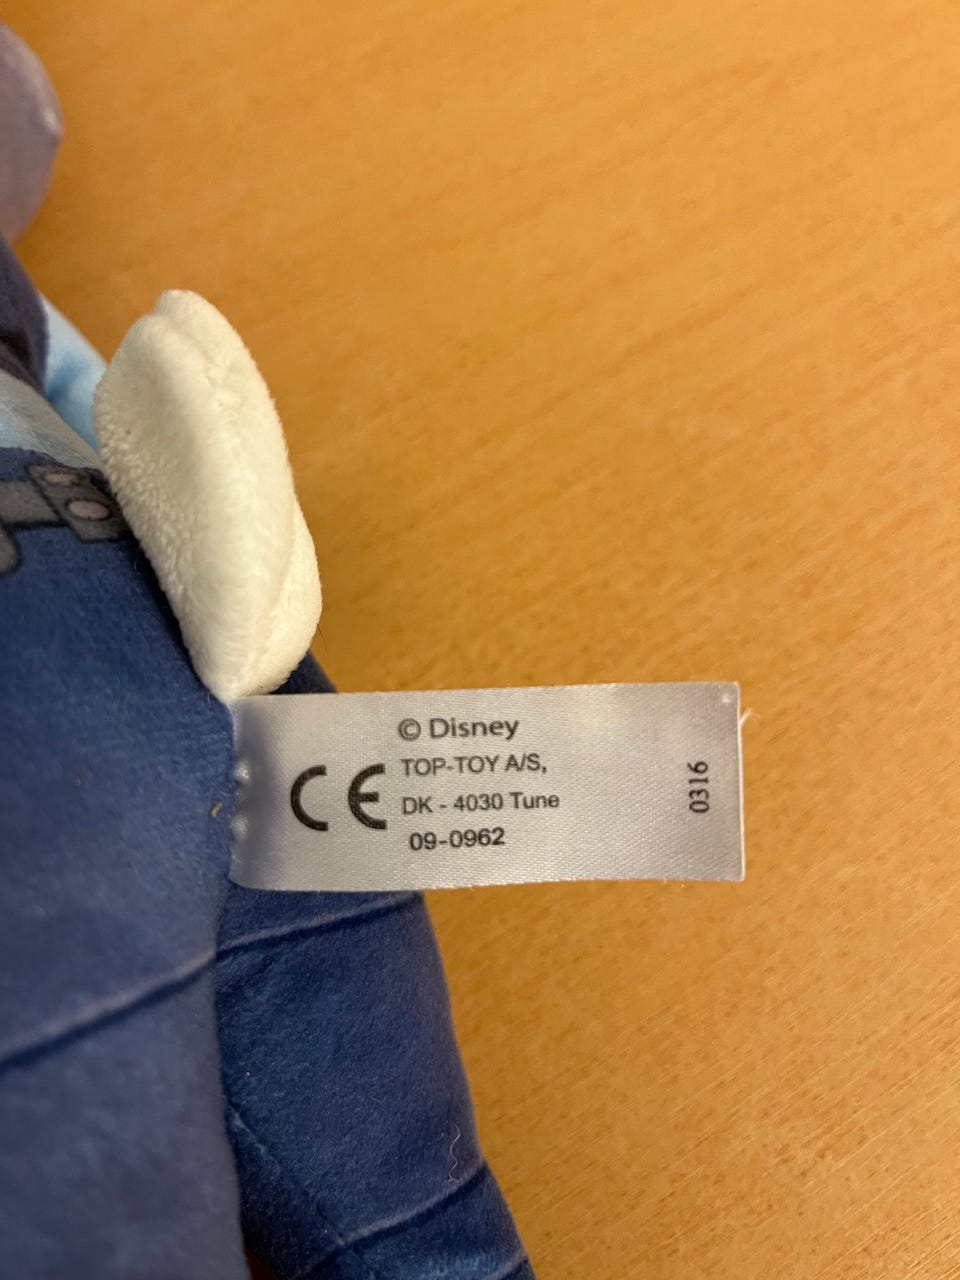 © Disney
CE
TOP-TOY A/S,
DK - 4030 Tune
09-0962
0316